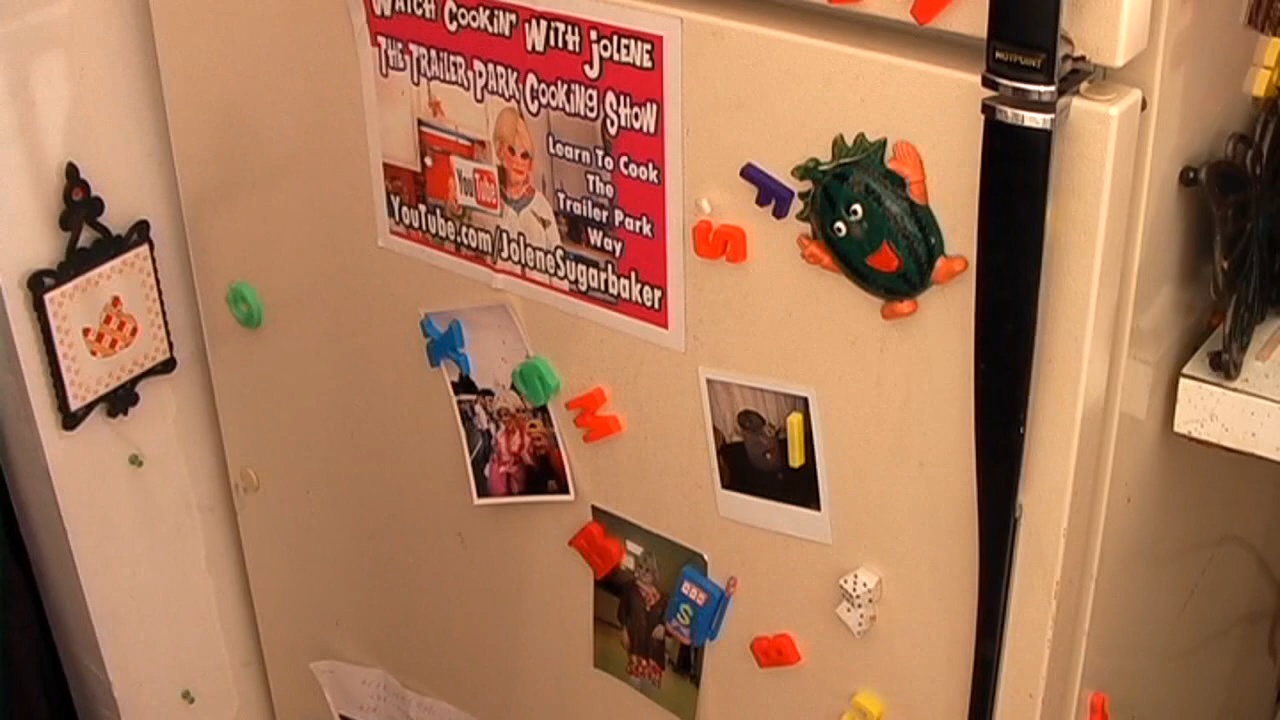 WATCH COOKIN' WITH JOLENE
THE TRAILER PARK COOKING SHOW
Learn To Cook
The
Trailer Park
Way
YouTube
YouTube.com/JoleneSugarbaker
HOTPOINT
F
S
O
X
M
B
$